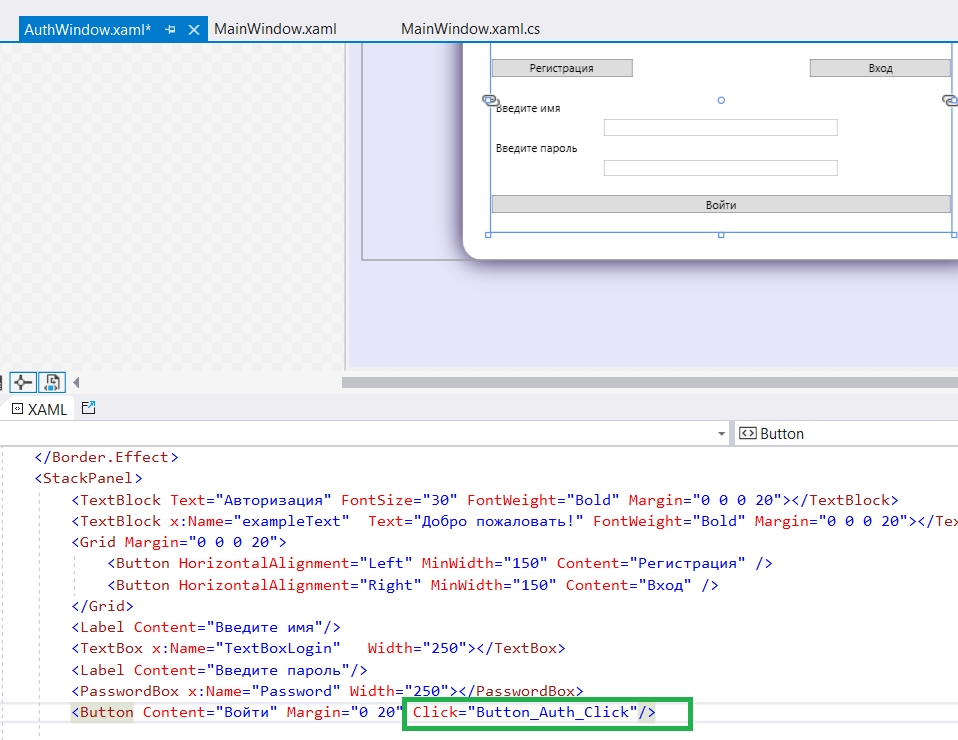 AuthWindow.xaml* MainWindow.xaml MainWindow.xaml.cs
Регистрация Вход
Введите имя
Введите пароль
Войти
XAML
Button
</Border.Effect>
<StackPanel>
<TextBlock Text="Авторизация" FontSize="30" FontWeight="Bold" Margin="0 0 0 20"></TextBlock>
<TextBlock x:Name="exampleText"  Text="Добро пожаловать!" FontWeight="Bold" Margin="0 0 0 20"></Tex
<Grid Margin="0 0 0 20">
<Button HorizontalAlignment="Left" MinWidth="150" Content="Регистрация" />
<Button HorizontalAlignment="Right" MinWidth="150" Content="Вход" />
</Grid>
<Label Content="Введите имя"/>
<TextBox x:Name="TextBoxLogin"   Width="250"></TextBox>
<Label Content="Введите пароль"/>
<PasswordBox x:Name="Password" Width="250"></PasswordBox>
<Button Content="Войти" Margin="0 20" Click="Button_Auth_Click"/>